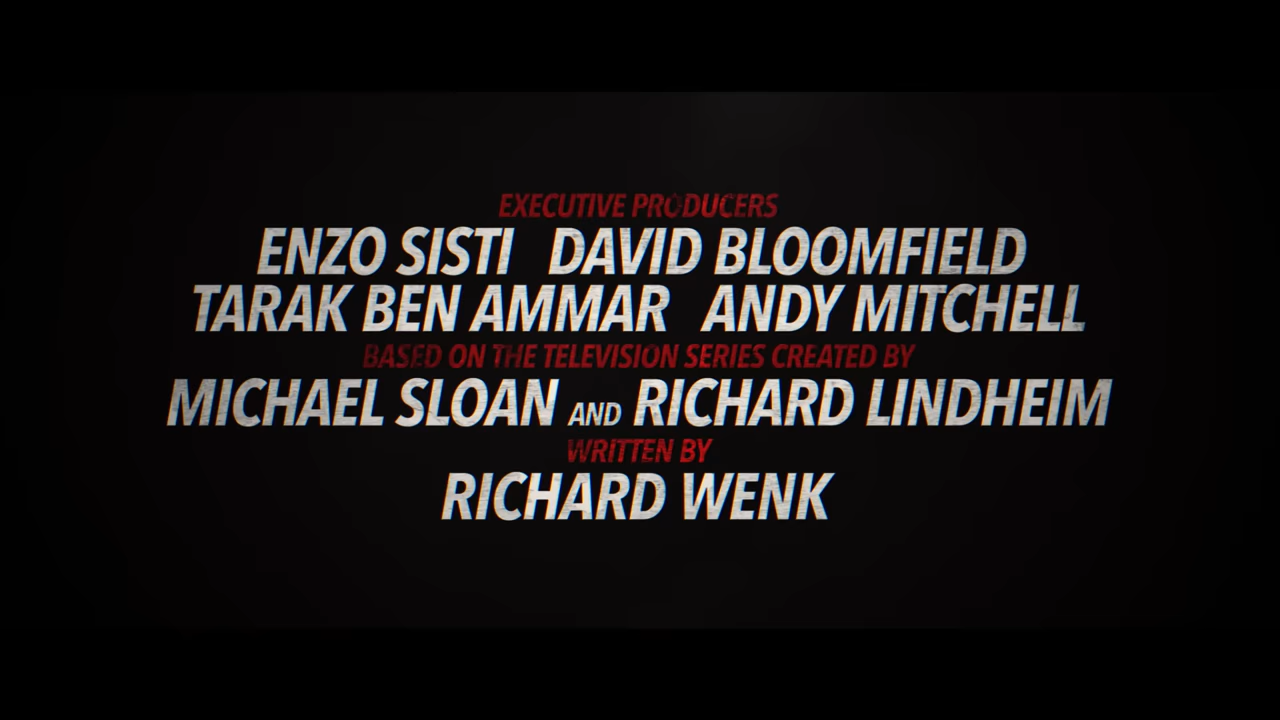 EXECUTIVE PRODUCERS
ENZO SISTI DAVID BLOOMFIELD
TARAK BEN AMMAR ANDY MITCHELL
BASED ON THE TELEVISION SERIES CREATED BY
MICHAEL SLOAN AND RICHARD LINDHEIM
WRITTEN BY
RICHARD WENK